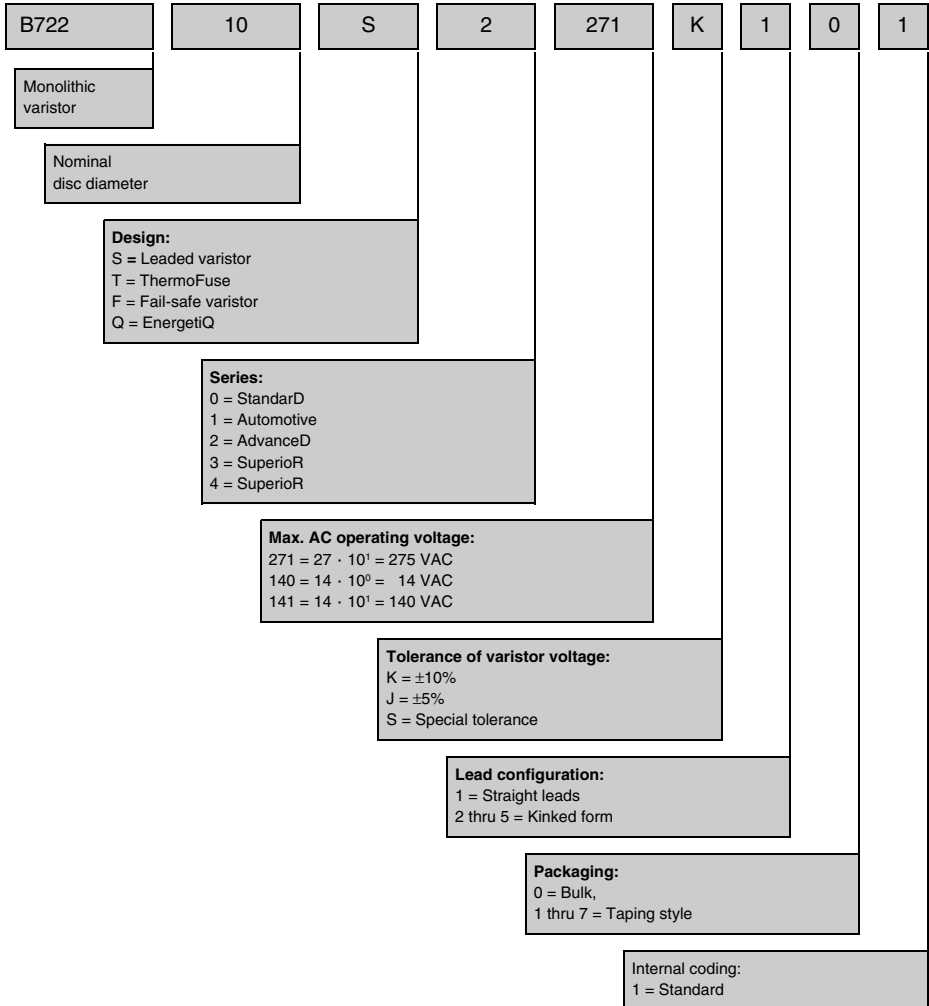 B722 10 S 2 271 K 1 0 1
Monolithic
varistor
Nominal
disc diameter
Design:
S = Leaded varistor
T = ThermoFuse
F = Fail-safe varistor
Q = EnergetiQ
Series:
0 = StandarD
1 = Automotive
2 = AdvanceD
3 = SuperioR
4 = SuperioR
Max. AC operating voltage:
271 = 27 · 10¹ = 275 VAC
140 = 14 · 10⁰ = 14 VAC
141 = 14 · 10¹ = 140 VAC
Tolerance of varistor voltage:
K = ±10%
J = ±5%
S = Special tolerance
Lead configuration:
1 = Straight leads
2 thru 5 = Kinked form
Packaging:
0 = Bulk,
1 thru 7 = Taping style
Internal coding:
1 = Standard